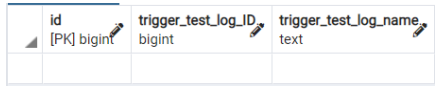 id trigger_test_log_ID trigger_test_log_name
[PK] bigint bigint text